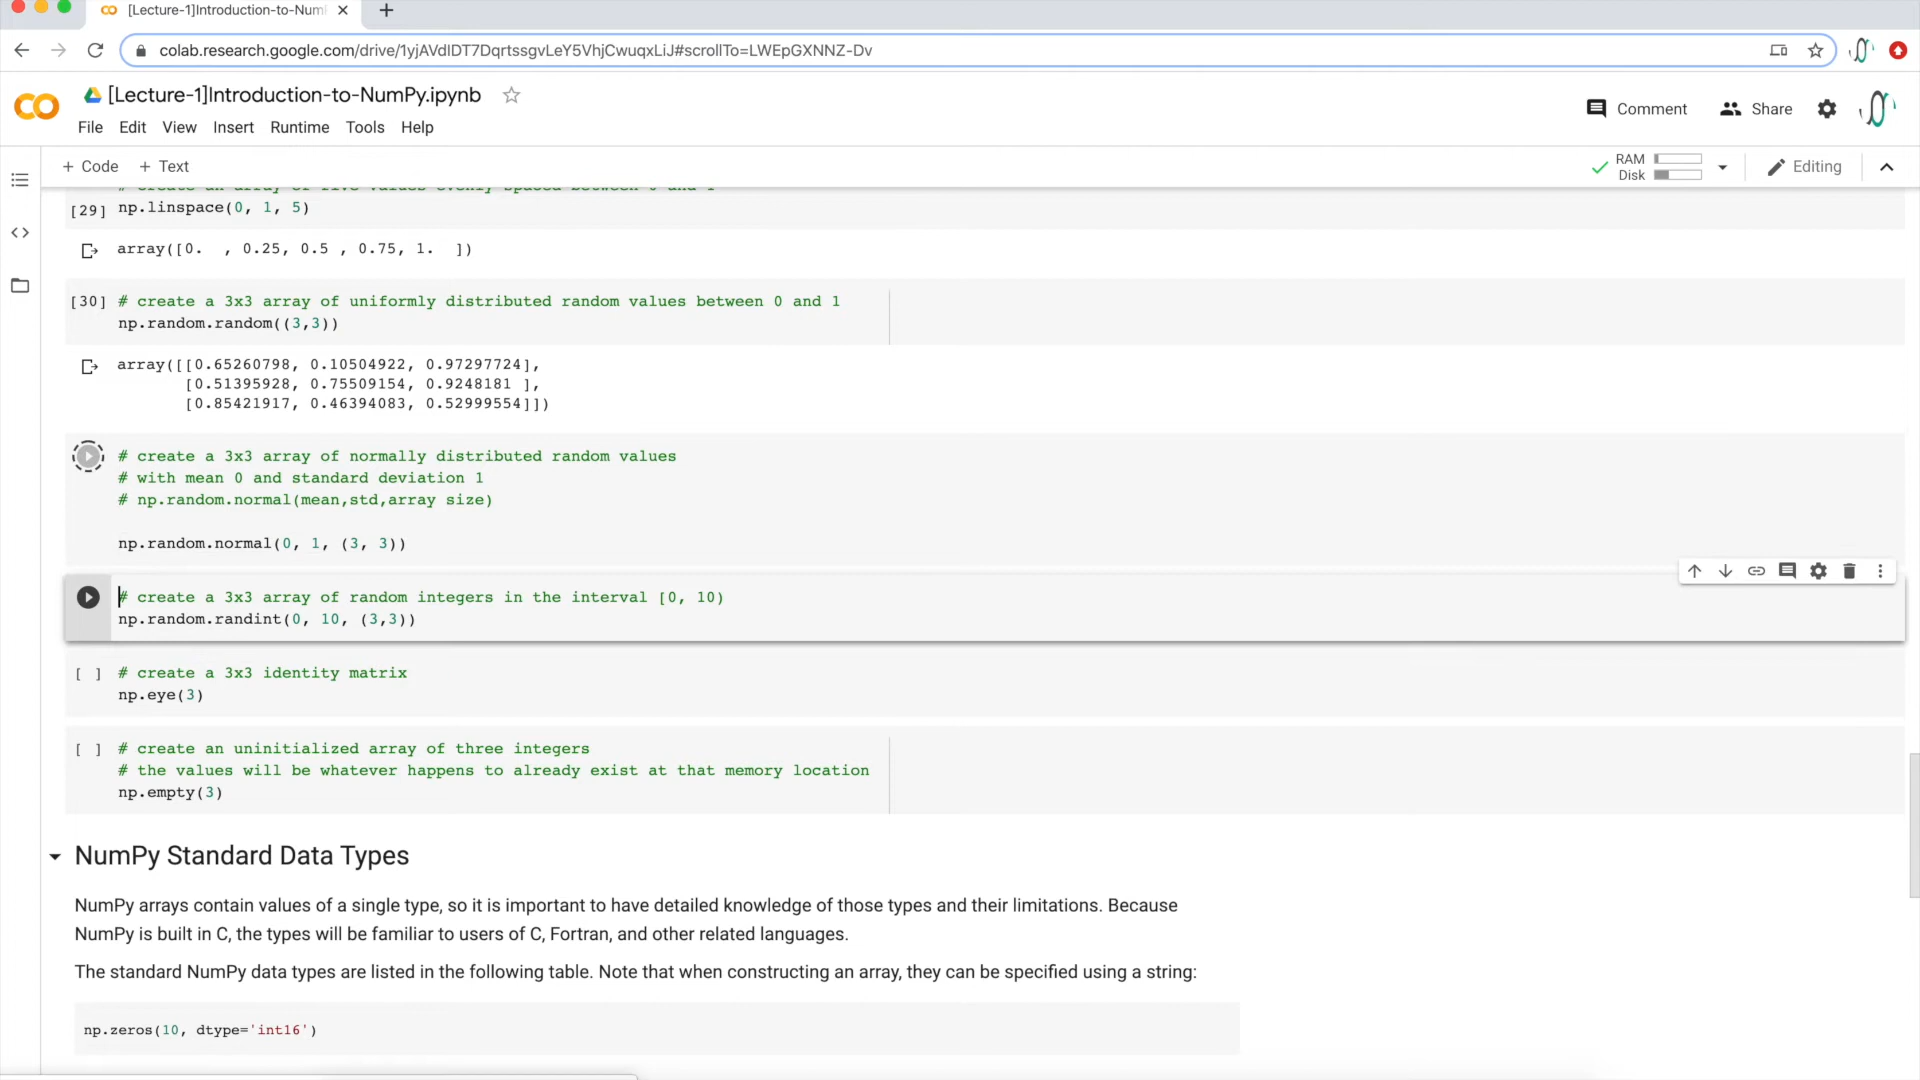 [Lecture-1]Introduction-to-Num
colab.research.google.com/drive/1yjAVdIDT7DqrtssgvLeY5VhjCwuqxLiJ#scrollTo=LWEpGXNNZ-Dv
[Lecture-1]Introduction-to-NumPy.ipynb
Comment Share
File Edit View Insert Runtime Tools Help
+ Code + Text
RAM
Disk
Editing
# create an array of five values evenly spaced between 0 and 1
[29] np.linspace(0, 1, 5)
array([0.  , 0.25, 0.5 , 0.75, 1.  ])
[30] # create a 3x3 array of uniformly distributed random values between 0 and 1
np.random.random((3,3))
array([[0.65260798, 0.10504922, 0.97297724],
[0.51395928, 0.75509154, 0.9248181 ],
[0.85421917, 0.46394083, 0.52999554]])
# create a 3x3 array of normally distributed random values
# with mean 0 and standard deviation 1
# np.random.normal(mean,std,array size)
np.random.normal(0, 1, (3, 3))
# create a 3x3 array of random integers in the interval [0, 10)
np.random.randint(0, 10, (3,3))
[ ] # create a 3x3 identity matrix
np.eye(3)
[ ] # create an uninitialized array of three integers
# the values will be whatever happens to already exist at that memory location
np.empty(3)
NumPy Standard Data Types
NumPy arrays contain values of a single type, so it is important to have detailed knowledge of those types and their limitations. Because
NumPy is built in C, the types will be familiar to users of C, Fortran, and other related languages.
The standard NumPy data types are listed in the following table. Note that when constructing an array, they can be specified using a string:
np.zeros(10, dtype='int16')